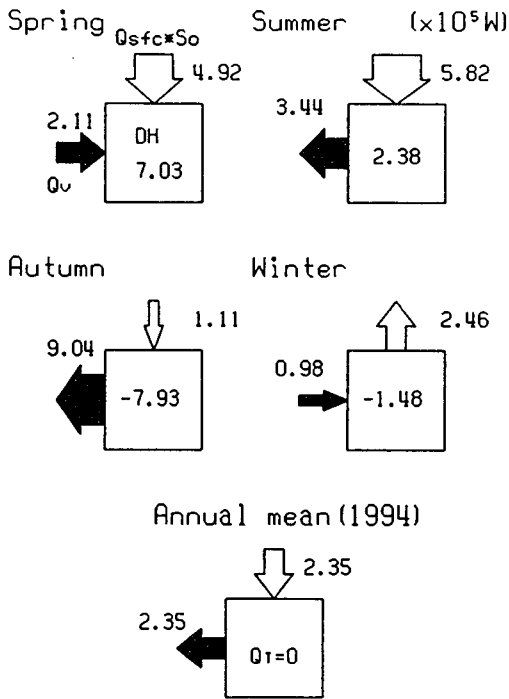 Spring
Qsfc*So
4.92
2.11
DH
7.03
Qv
Summer (x10⁵W)
5.82
3.44
2.38
Autumn
1.11
9.04
-7.93
Winter
2.46
0.98
-1.48
Annual mean(1994)
2.35
2.35
QT=0